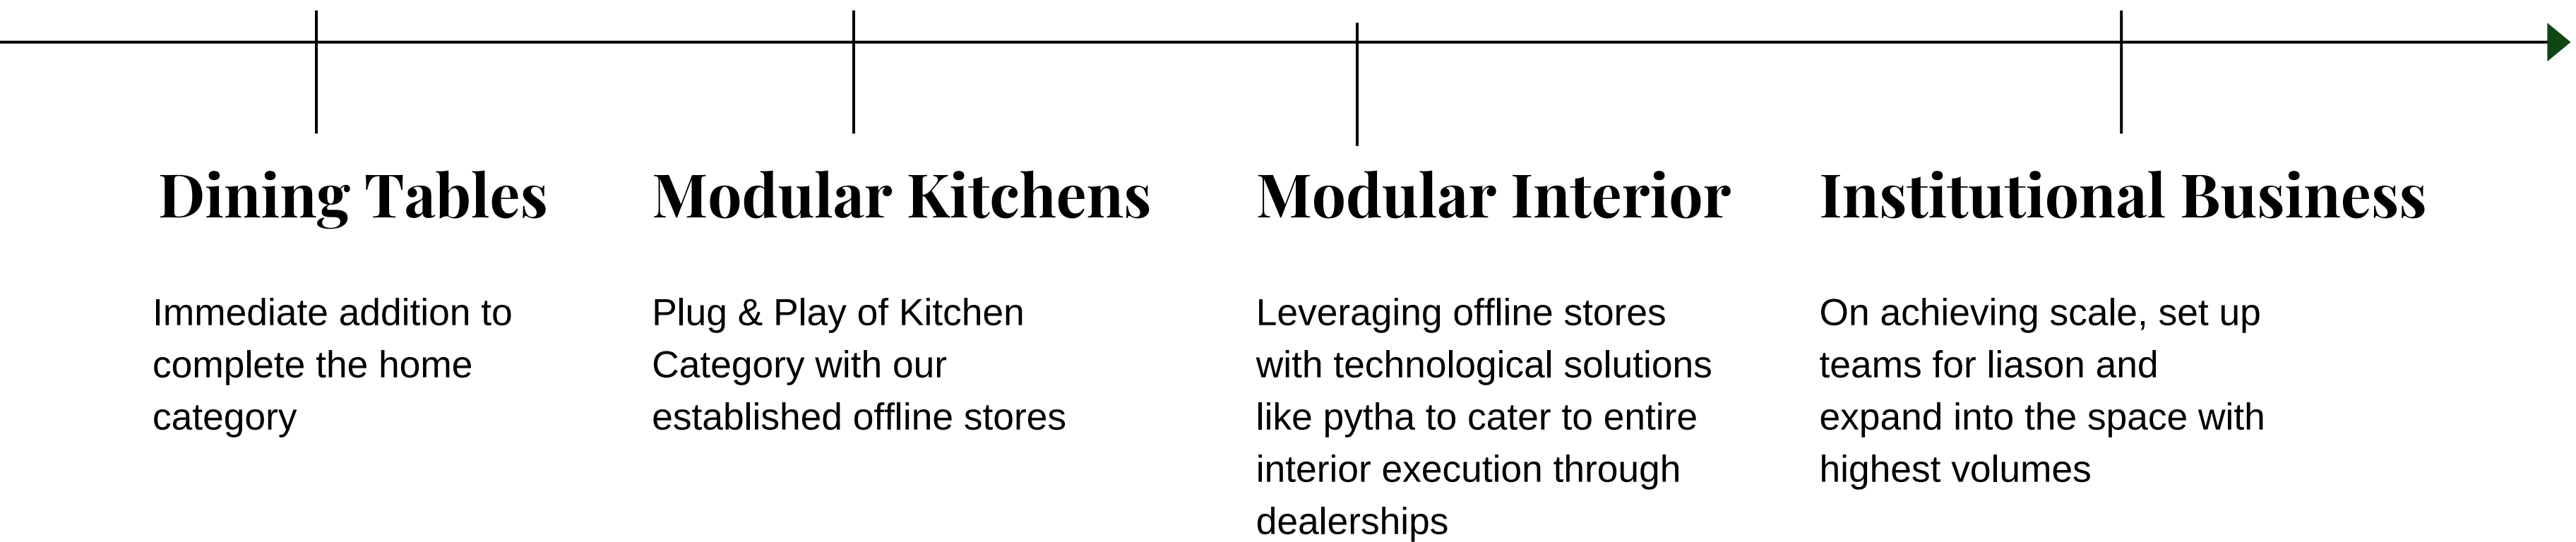 Dining Tables
Immediate addition to
complete the home
category
Modular Kitchens
Plug & Play of Kitchen
Category with our
established offline stores
Modular Interior
Leveraging offline stores
with technological solutions
like pytha to cater to entire
interior execution through
dealerships
Institutional Business
On achieving scale, set up
teams for liason and
expand into the space with
highest volumes